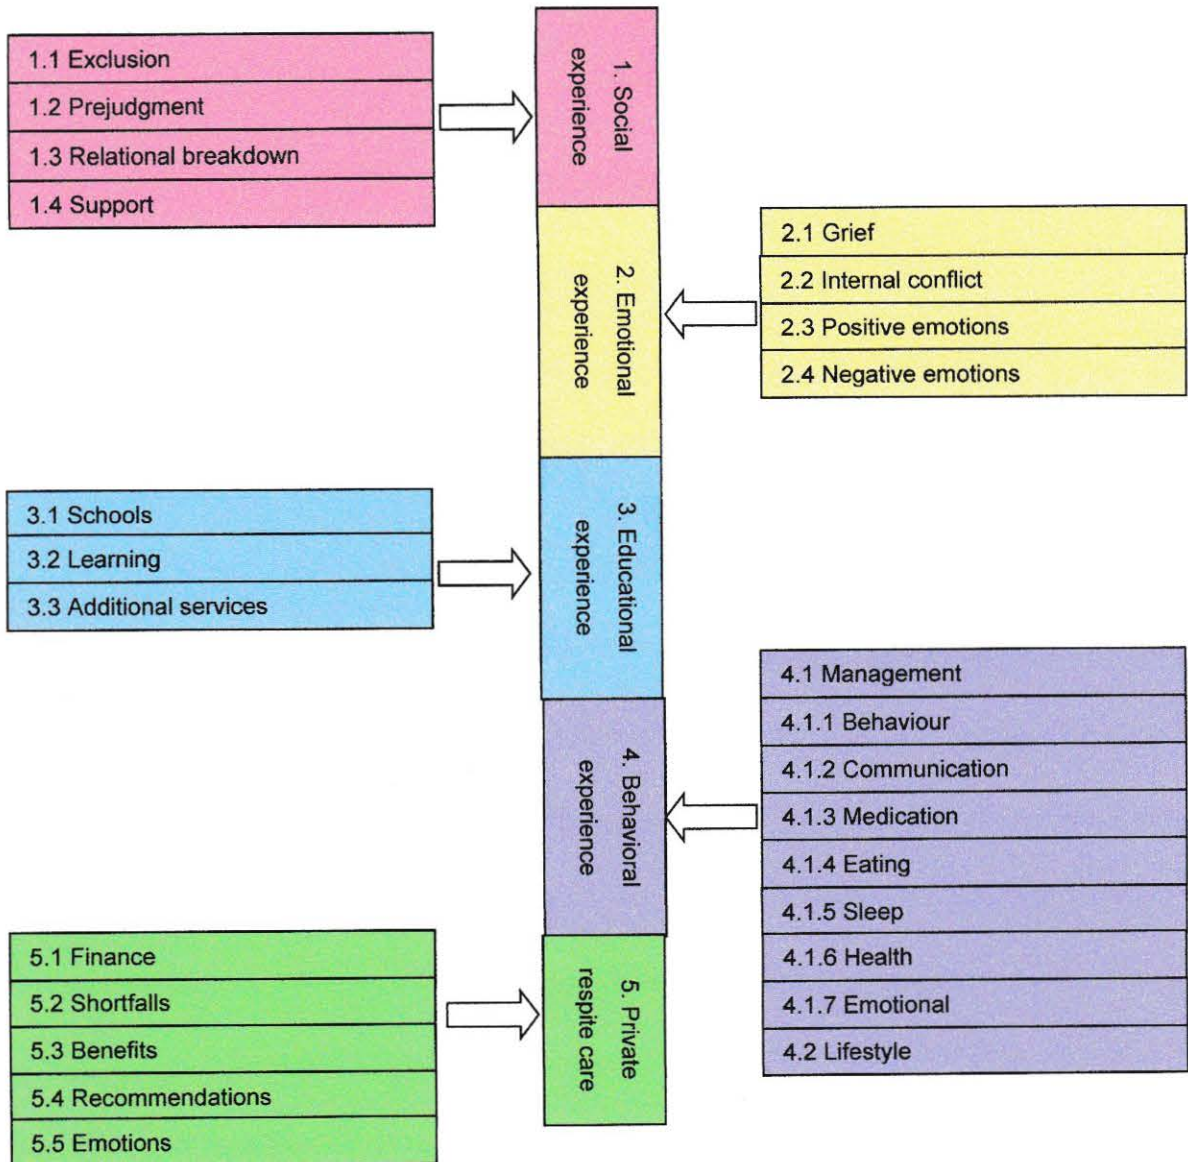 1.1 Exclusion
1.2 Prejudgment
1.3 Relational breakdown
1.4 Support
1. Social
experience
2.1 Grief
2.2 Internal conflict
2.3 Positive emotions
2.4 Negative emotions
2. Emotional
experience
3.1 Schools
3.2 Learning
3.3 Additional services
3. Educational
experience
4.1 Management
4.1.1 Behaviour
4.1.2 Communication
4.1.3 Medication
4.1.4 Eating
4.1.5 Sleep
4.1.6 Health
4.1.7 Emotional
4.2 Lifestyle
4. Behavioral
experience
5.1 Finance
5.2 Shortfalls
5.3 Benefits
5.4 Recommendations
5.5 Emotions
5. Private
respite care